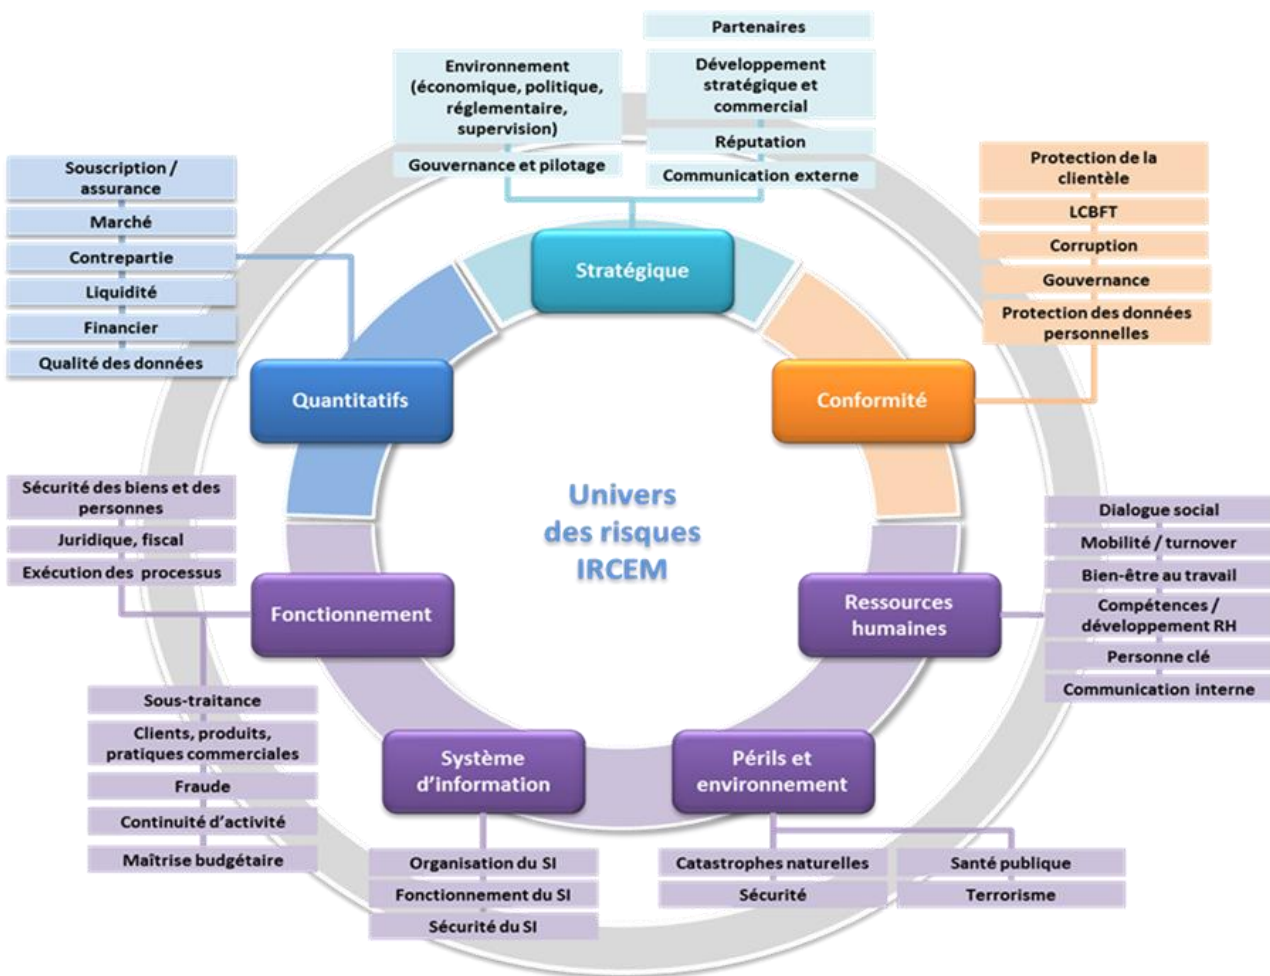 Partenaires
Environnement
(économique, politique,
réglementaire,
supervision)
Gouvernance et pilotage
Développement
stratégique et
commercial
Réputation
Communication externe
Stratégique
Souscription /
assurance
Marché
Contrepartie
Liquidité
Financier
Qualité des données
Quantitatifs
Protection de la
clientèle
LCBFT
Corruption
Gouvernance
Protection des données
personnelles
Conformité
Univers
des risques
IRCEM
Sécurité des biens et des
personnes
Juridique, fiscal
Exécution des processus
Fonctionnement
Sous-traitance
Clients, produits,
pratiques commerciales
Fraude
Continuité d'activité
Maîtrise budgétaire
Ressources
humaines
Dialogue social
Mobilité / turnover
Bien-être au travail
Compétences /
développement RH
Personne clé
Communication interne
Système
d'information
Organisation du SI
Fonctionnement du SI
Sécurité du SI
Périls et
environnement
Catastrophes naturelles
Sécurité
Santé publique
Terrorisme